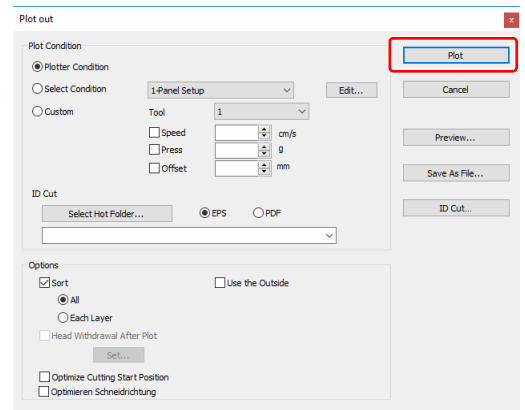 Plot out
x
Plot Condition
Plotter Condition
Plot
Select Condition
1-Panel Setup
Edit...
Cancel
Custom
Tool
1
Speed
cm/s
Press
g
Preview...
Offset
mm
Save As File...
ID Cut
Select Hot Folder...
EPS
PDF
ID Cut...
Options
Sort
Use the Outside
All
Each Layer
Head Withdrawal After Plot
Set...
Optimize Cutting Start Position
Optimieren Schneidrichtung